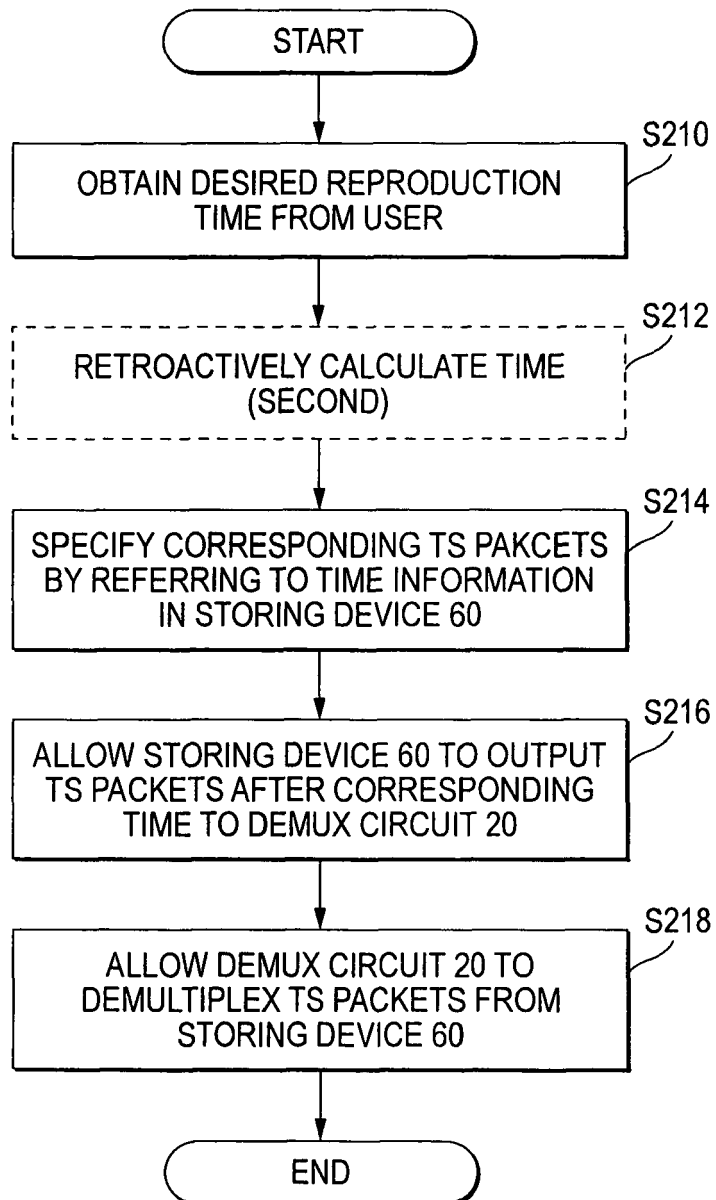 START
S210
OBTAIN DESIRED REPRODUCTION
TIME FROM USER
S212
RETROACTIVELY CALCULATE TIME
(SECOND)
S214
SPECIFY CORRESPONDING TS PAKCETS
BY REFERRING TO TIME INFORMATION
IN STORING DEVICE 60
S216
ALLOW STORING DEVICE 60 TO OUTPUT
TS PACKETS AFTER CORRESPONDING
TIME TO DEMUX CIRCUIT 20
S218
ALLOW DEMUX CIRCUIT 20 TO
DEMULTIPLEX TS PACKETS FROM
STORING DEVICE 60
END